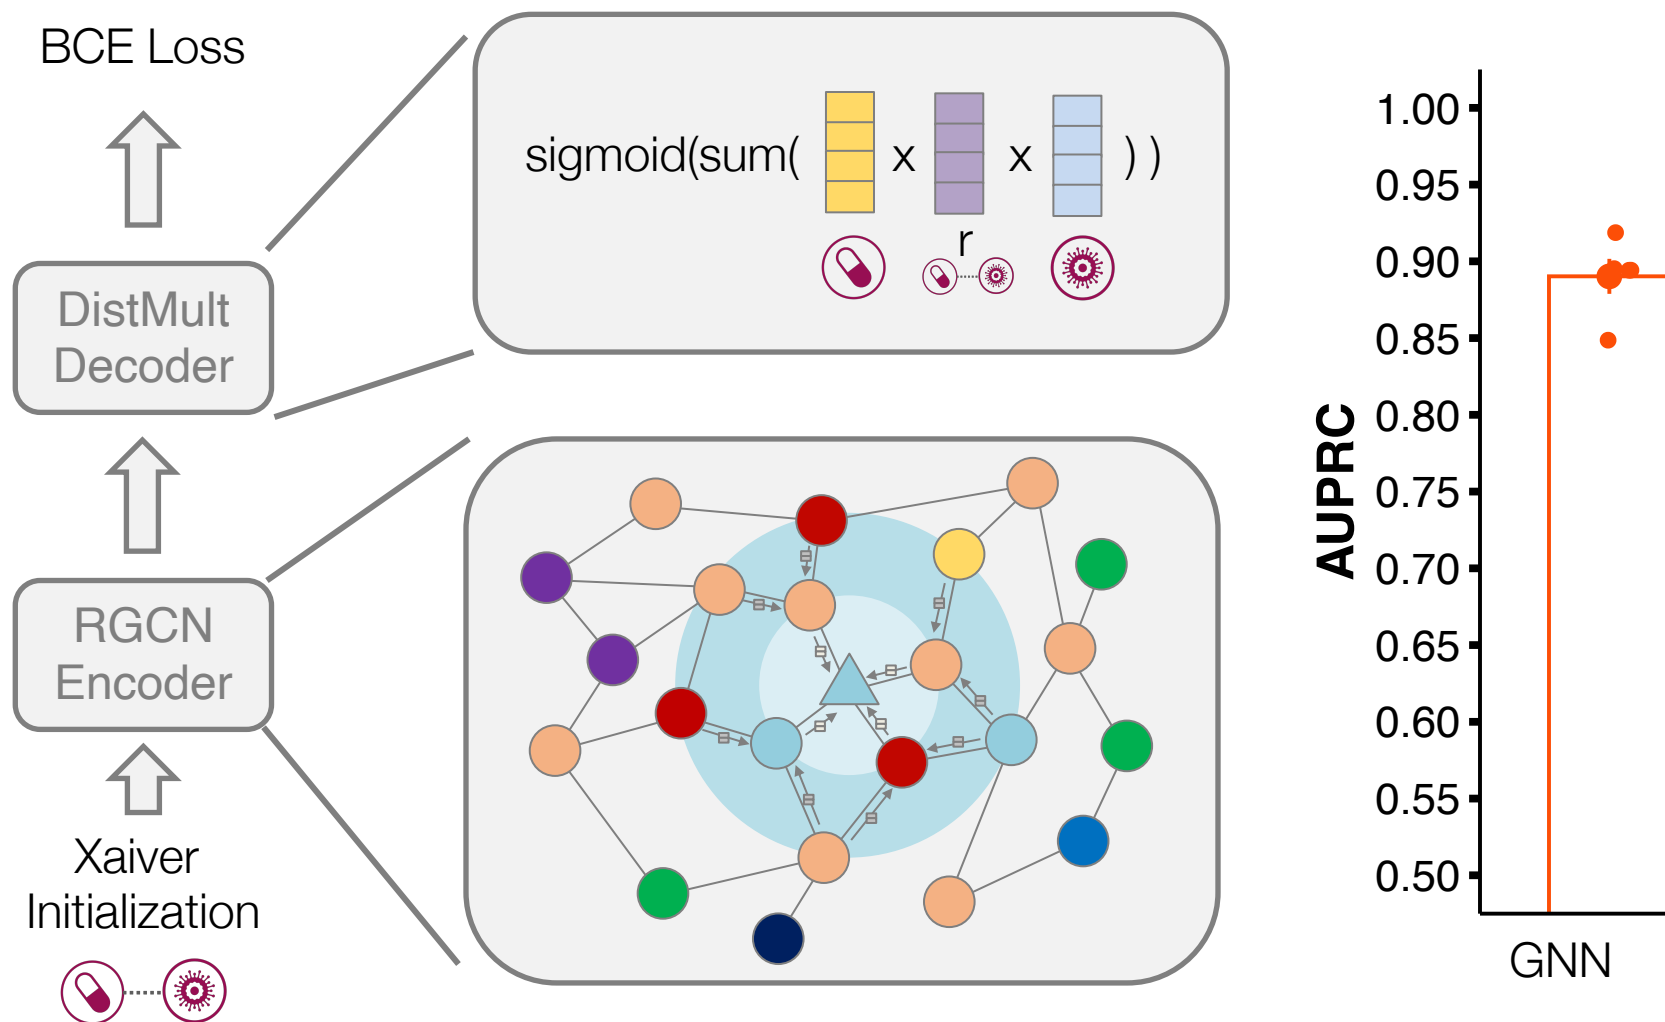 BCE Loss
DistMult
Decoder
RGCN
Encoder
Xaiver
Initialization
sigmoid(sum( x x ) )
r
AUPRC
1.00
0.95
0.90
0.85
0.80
0.75
0.70
0.65
0.60
0.55
0.50
GNN